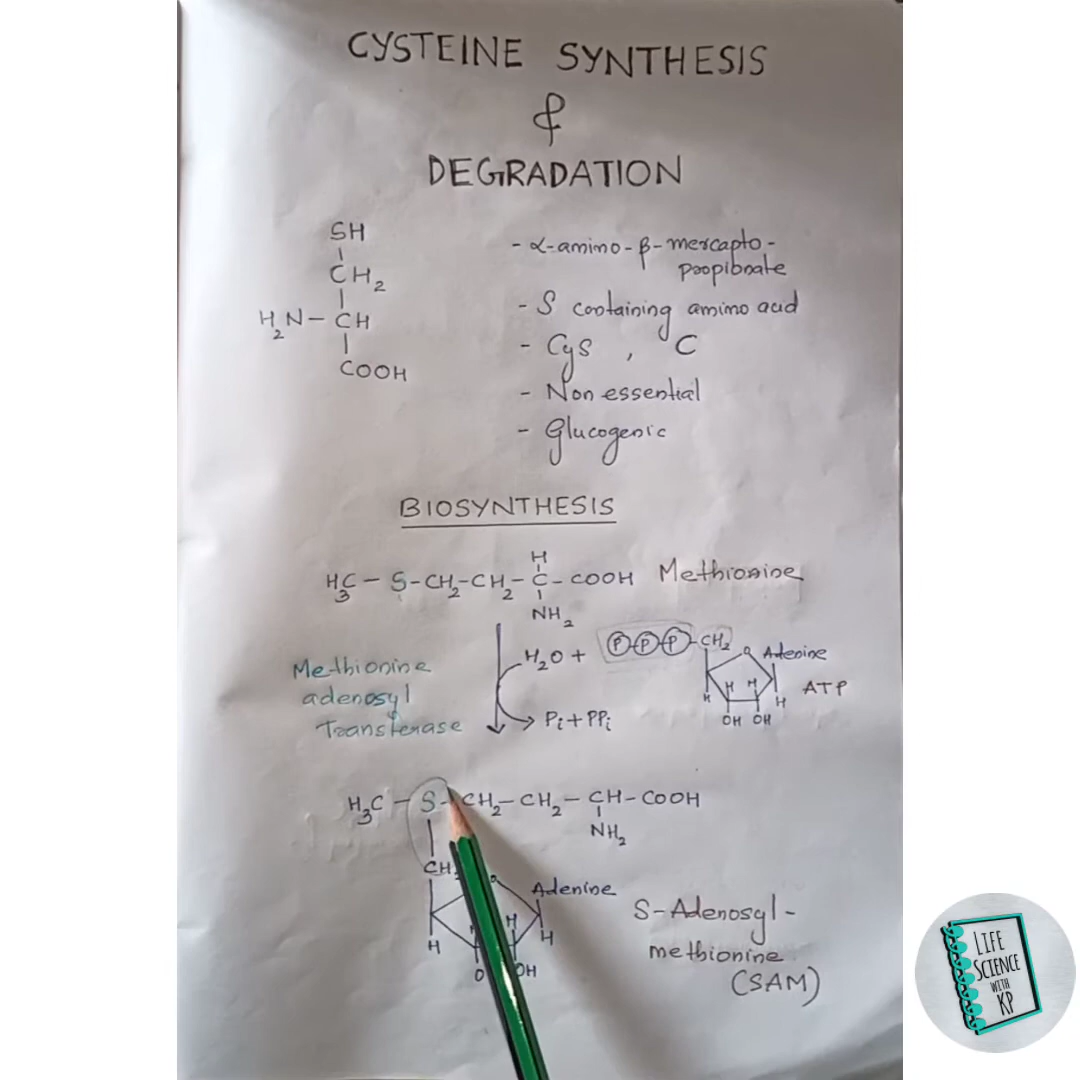 CYSTEINE SYNTHESIS
&
DEGRADATION
SH
CH2
H2N - CH
COOH
- α-amino-β-mercapto-
propionate
- S containing amino acid
- Cys , C
- Non essential
- Glucogenic
BIOSYNTHESIS
H
H3C - S-CH2-CH2-C-COOH Methionine
NH2
Methionine
adenosyl
Transferase
H2O + P-P-P-CH2 O Adenine
H H H H ATP
OH OH
Pi+PPi
H3C - S-CH2-CH2-CH-COOH
NH2
CH
Adenine
H H H
OH
S-Adenosyl-
methionine
(SAM)
LIFE
SCIENCE
WITH
KP